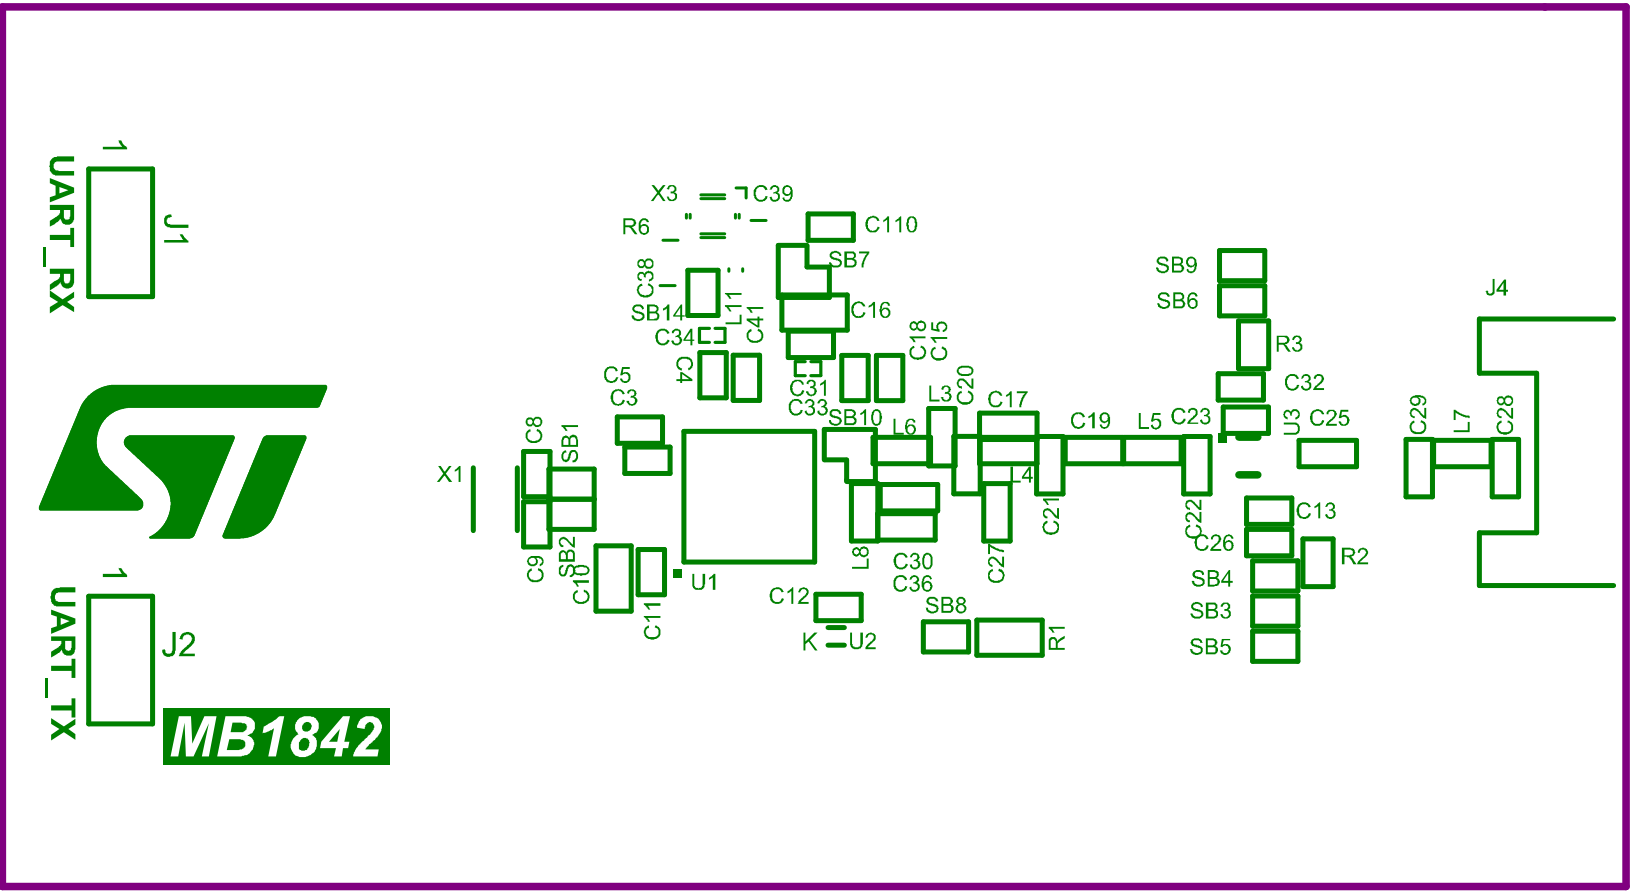 1
UART_RX
J1
X3
C39
R6
C110
C38
SB7
SB9
SB6
J4
SB14
L11
C41
C16
C34
C18
C15
R3
C4
C5
C3
C31
C33
L3
C20
C17
C32
SB10
L6
C19
L5
C23
U3
C25
C29
L7
C28
C8
SB1
X1
L4
C21
C22
C13
C9
SB2
C10
U1
L8
C30
C36
C27
C26
R2
SB4
C12
SB8
SB3
C11
K
U2
R1
SB5
1
UART_TX
J2
ST
MB1842